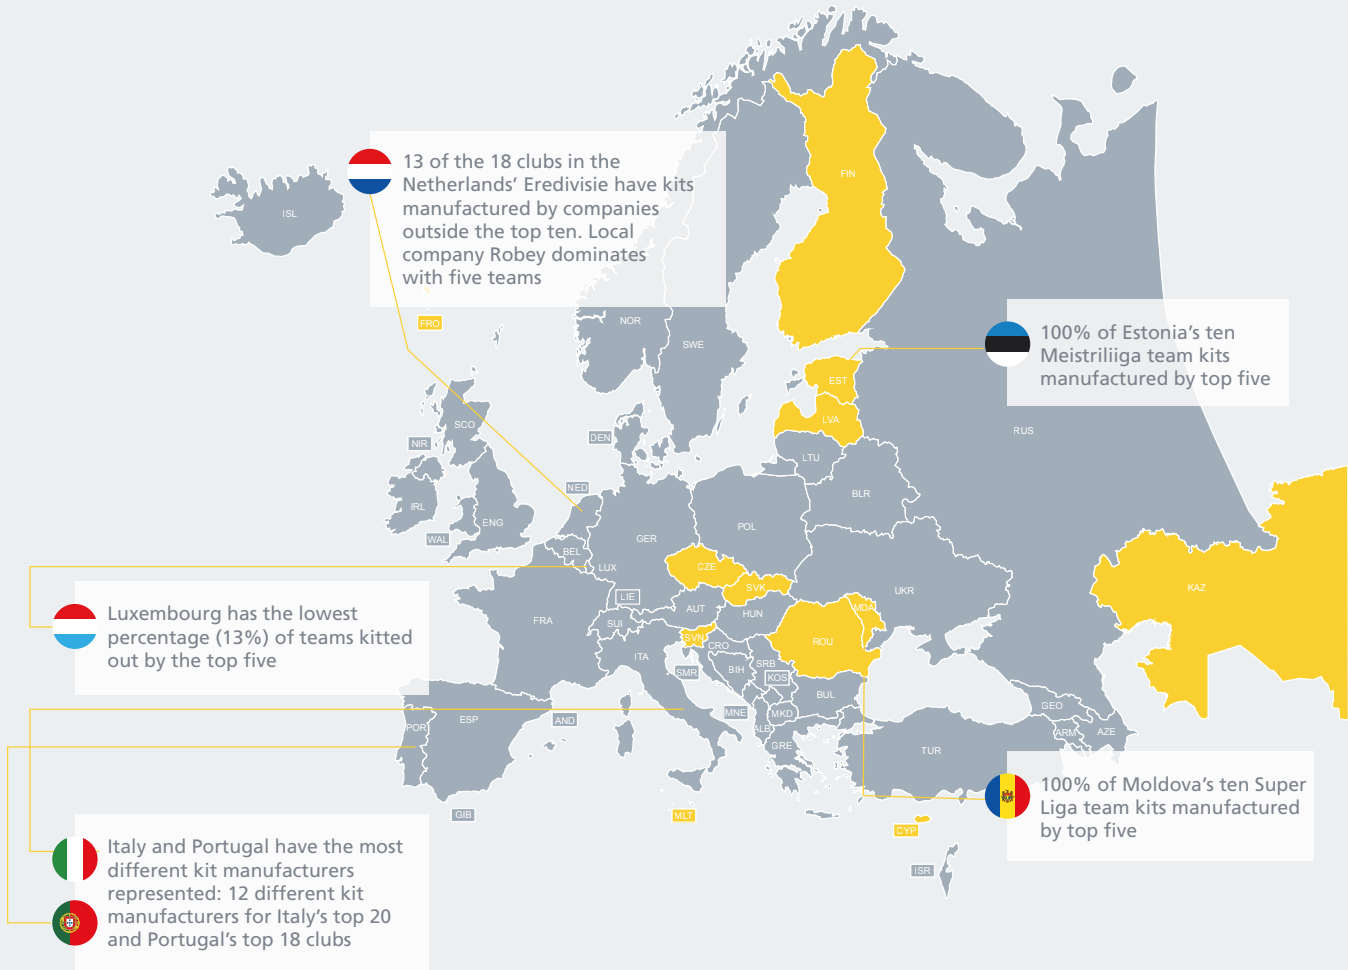 13 of the 18 clubs in the
Netherlands’ Eredivisie have kits
manufactured by companies
outside the top ten. Local
company Robey dominates
with five teams
FIN
ISL
FRO
NOR
SWE
100% of Estonia’s ten
Meistriliiga team kits
manufactured by top five
EST
LVA
RUS
SCO
NIR
DEN
LTU
NED
BLR
IRL
ENG
WAL
GER
POL
BEL
LUX
CZE
SVK
KAZ
UKR
LIE
AUT
HUN
MDA
FRA
SUI
SVN
CRO
ROU
ITA
Luxembourg has the lowest
percentage (13%) of teams kitted
out by the top five
SMR
BIH
SRB
KOS
BUL
GEO
POR
ESP
AND
MNE
MKD
ALB
GRE
TUR
ARM
AZE
100% of Moldova’s ten Super
Liga team kits manufactured
by top five
GIB
MLT
CYP
ISR
Italy and Portugal have the most
different kit manufacturers
represented: 12 different kit
manufacturers for Italy’s top 20
and Portugal’s top 18 clubs